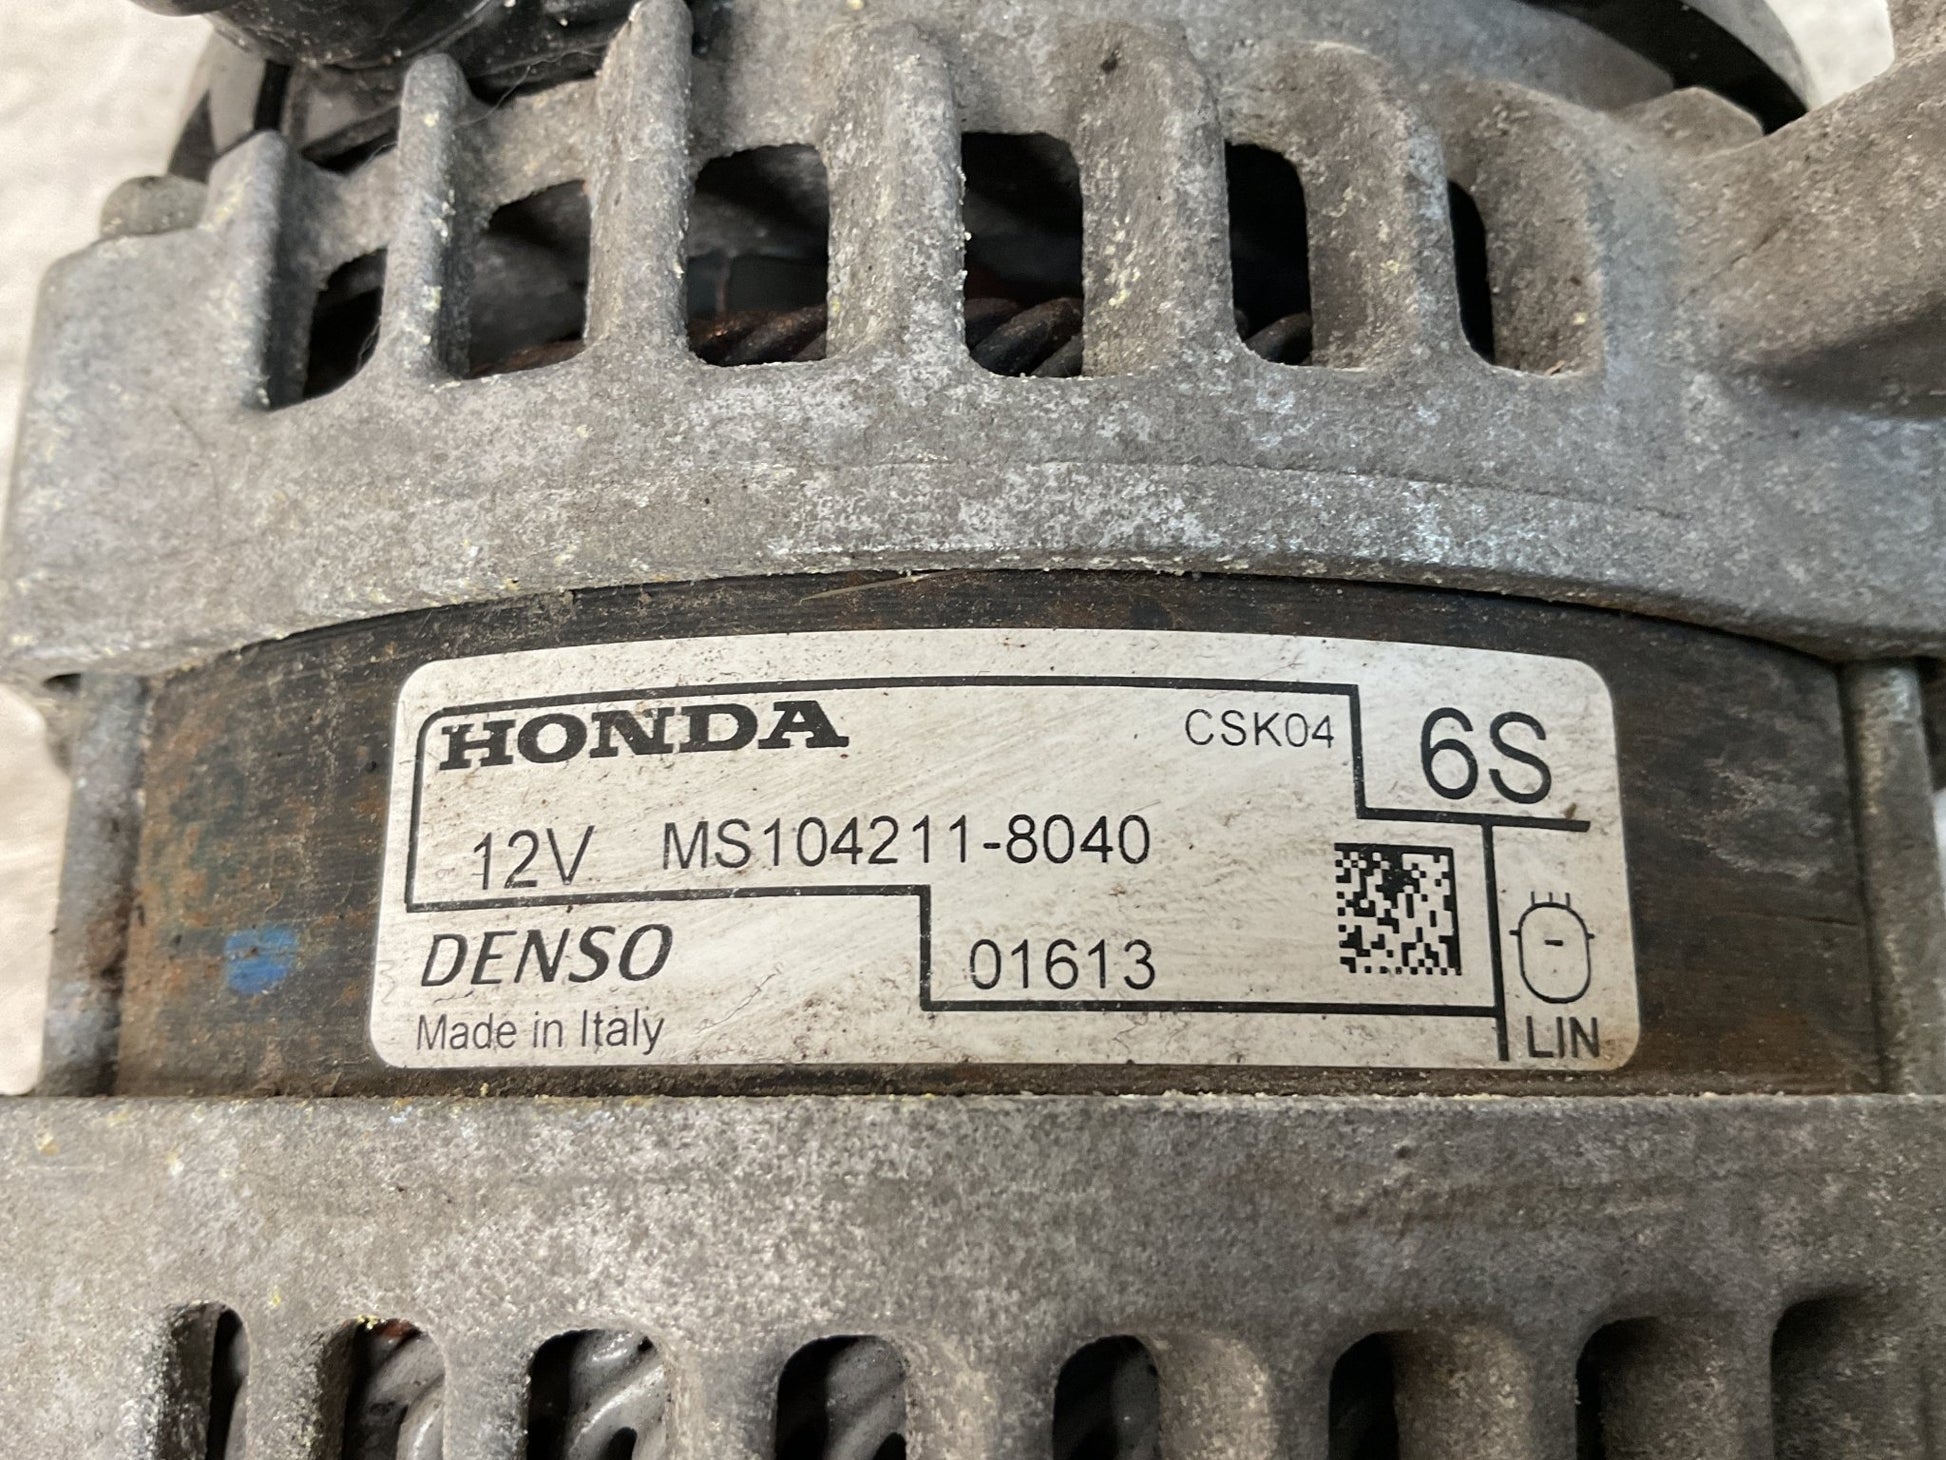 HONDA CSK04 6S
12V MS104211-8040
DENSO 01613
Made in Italy LIN